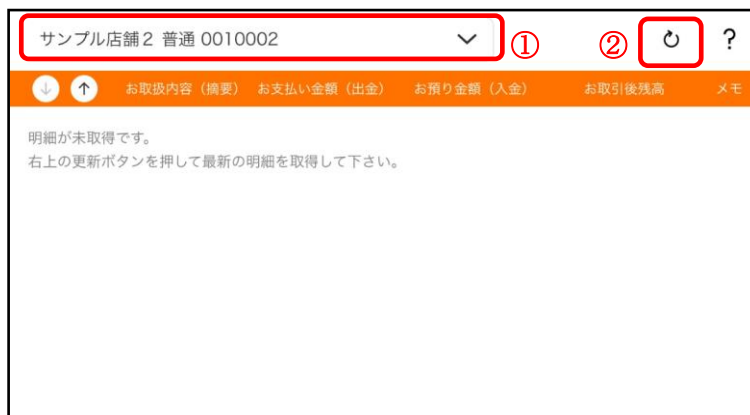 サンプル店舗2 普通 0010002
①
②
?
お取扱内容（摘要） お支払い金額（出金） お預り金額（入金） お取引後残高 メモ
明細が未取得です。
右上の更新ボタンを押して最新の明細を取得して下さい。